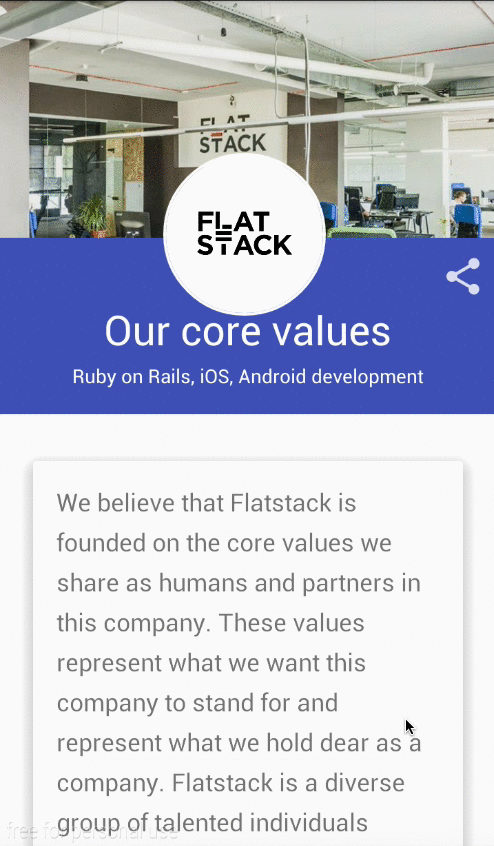 FLAT
STACK
FLAT
STACK
Our core values
Ruby on Rails, iOS, Android development
We believe that Flatstack is
founded on the core values we
share as humans and partners in
this company. These values
represent what we want this
company to stand for and
represent what we hold dear as a
company. Flatstack is a diverse
group of talented individuals
free for personal use